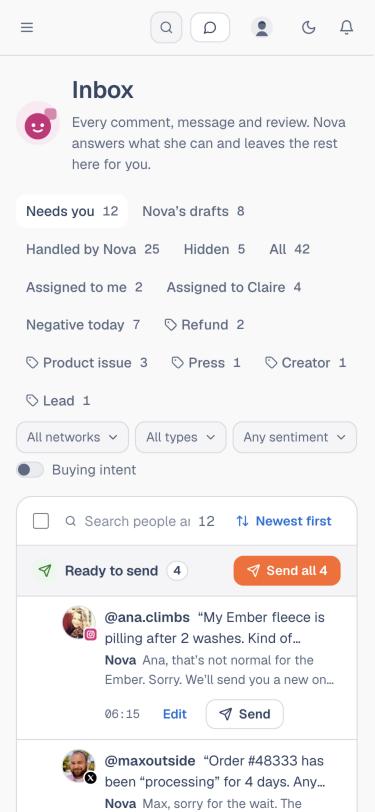 Inbox
Every comment, message and review. Nova
answers what she can and leaves the rest
here for you.
Needs you 12 Nova's drafts 8
Handled by Nova 25 Hidden 5 All 42
Assigned to me 2 Assigned to Claire 4
Negative today 7 Refund 2
Product issue 3 Press 1 Creator 1
Lead 1
All networks All types Any sentiment
Buying intent
Search people ar 12 Newest first
Ready to send 4 Send all 4
@ana.climbs “My Ember fleece is
pilling after 2 washes. Kind of…
Nova Ana, that's not normal for the
Ember. Sorry. We'll send you a new on…
06:15 Edit Send
@maxoutside “Order #48333 has
been “processing” for 4 days. Any…
Nova Max, sorry for the wait. The